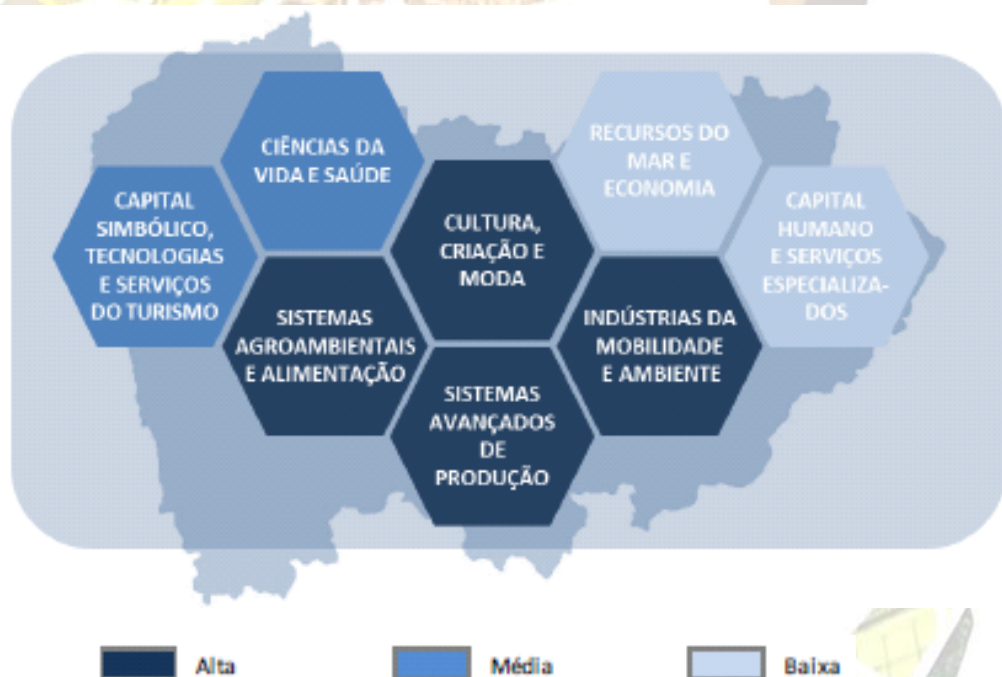 CIÊNCIAS DA
VIDA E SAÚDE
RECURSOS DO
MAR E
ECONOMIA
CAPITAL
SIMBÓLICO,
TECNOLOGIAS
E SERVIÇOS
DO TURISMO
CULTURA,
CRIAÇÃO E
MODA
CAPITAL
HUMANO
E SERVIÇOS
ESPECIALIZA-
DOS
SISTEMAS
AGROAMBIENTAIS
E ALIMENTAÇÃO
INDÚSTRIAS DA
MOBILIDADE
E AMBIENTE
SISTEMAS
AVANÇADOS
DE
PRODUÇÃO
Alta
Média
Baixa